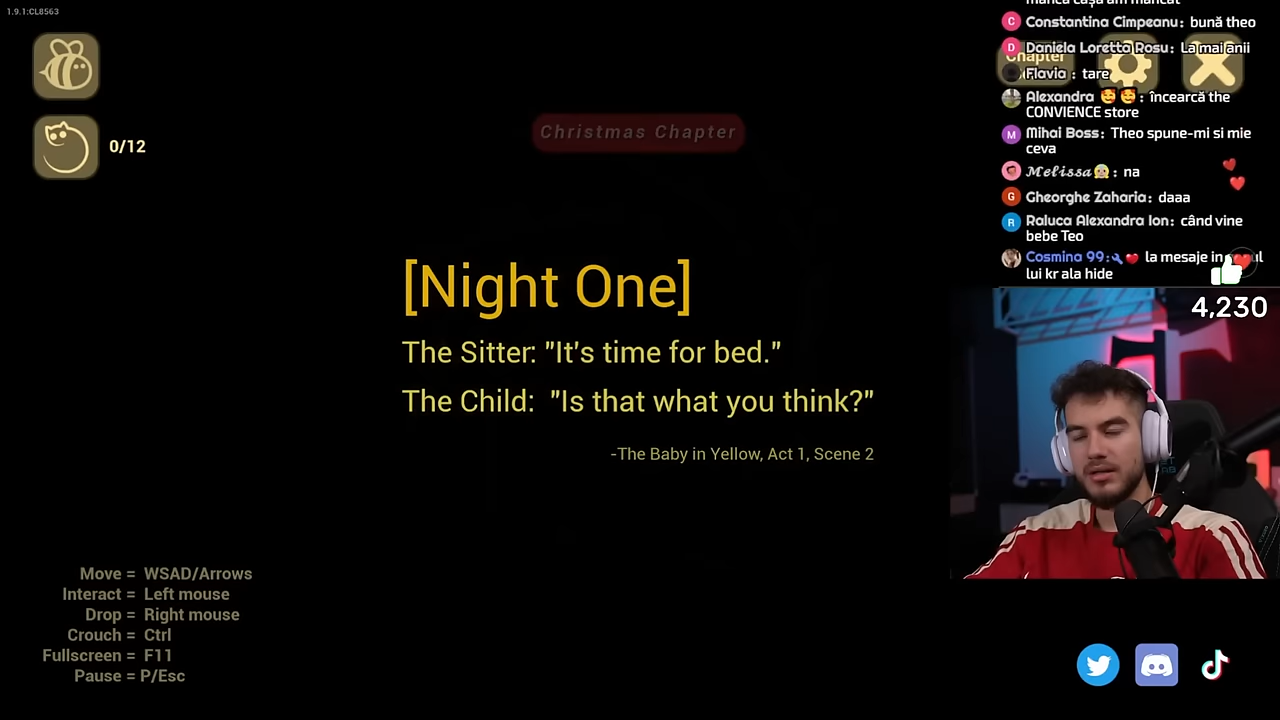 1.9.1:CL8563
0/12
Christmas Chapter
[Night One]
The Sitter: "It's time for bed."
The Child:  "Is that what you think?"
-The Baby in Yellow, Act 1, Scene 2
Move = WSAD/Arrows
Interact = Left mouse
Drop = Right mouse
Crouch = Ctrl
Fullscreen = F11
Pause = P/Esc
Chapter
Constantina Cimpeanu: bună theo
Daniela Loretta Rosu: La mai anii
Flavia : tare
Alexandra 🥰 🥰 : încearcă the
CONVIENCE store
Mihai Boss: Theo spune-mi si mie
ceva
𝓜𝓮𝓵𝓲𝓼𝓼𝓪 : na
Gheorghe Zaharia: daaa
Raluca Alexandra Ion: când vine
bebe Teo
Cosmina 99: ❤ la mesaje in
lui kr ala hide
4,230